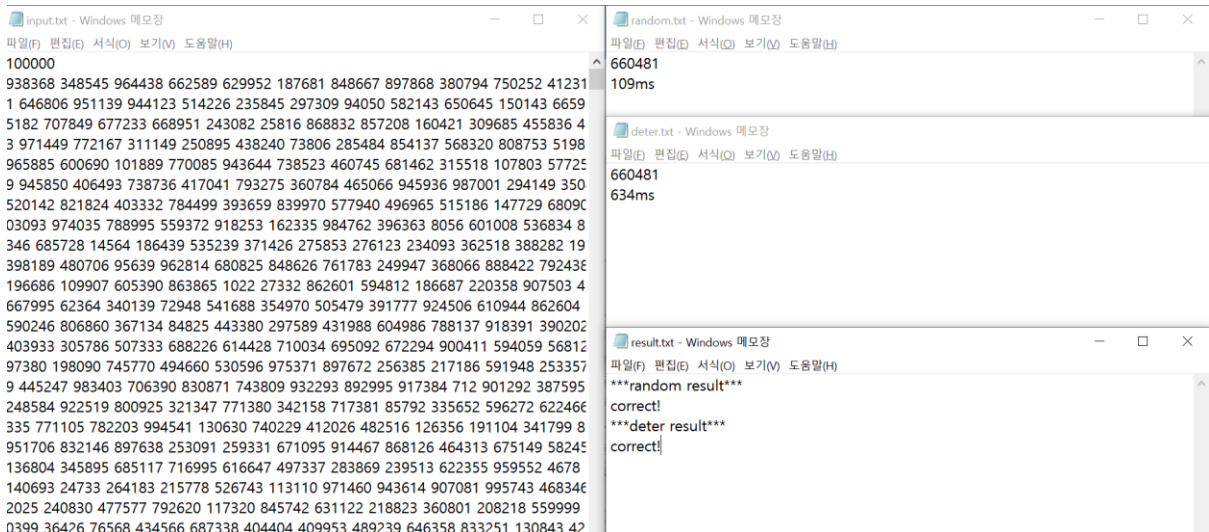 input.txt - Windows 메모장
파일(F) 편집(E) 서식(O) 보기(V) 도움말(H)
100000
938368 348545 964438 662589 629952 187681 848667 897868 380794 750252 41231
1 646806 951139 944123 514226 235845 297309 94050 582143 650645 150143 6659
5182 707849 677233 668951 243082 25816 868832 857208 160421 309685 455836 4
3 971449 772167 311149 250895 438240 73806 285484 854137 568320 808753 5198
965885 600690 101889 770085 943644 738523 460745 681462 315518 107803 57725
9 945850 406493 738736 417041 793275 360784 465066 945936 987001 294149 350
520142 821824 403332 784499 393659 839970 577940 496965 515186 147729 68090
03093 974035 788995 559372 918253 162335 984762 396363 8056 601008 536834 8
346 685728 14564 186439 535239 371426 275853 276123 234093 362518 388282 19
398189 480706 95639 962814 680825 848626 761783 249947 368066 888422 792438
196686 109907 605390 863865 1022 27332 862601 594812 186687 220358 907503 4
667995 62364 340139 72948 541688 354970 505479 391777 924506 610944 862604
590246 806860 367134 84825 443380 297589 431988 604986 788137 918391 390202
403933 305786 507333 688226 614428 710034 695092 672294 900411 594059 56812
97380 198090 745770 494660 530596 975371 897672 256385 217186 591948 253357
9 445247 983403 706390 830871 743809 932293 892995 917384 712 901292 387595
248584 922519 800925 321347 771380 342158 717381 85792 335652 596272 622466
335 771105 782203 994541 130630 740229 412026 482516 126356 191104 341799 8
951706 832146 897638 253091 259331 671095 914467 868126 464313 675149 58245
136804 345895 685117 716995 616647 497337 283869 239513 622355 959552 4678
140693 24733 264183 215778 526743 113110 971460 943614 907081 995743 468346
2025 240830 477577 792620 117320 845742 631122 218823 360801 208218 559999
0399 36426 76568 434566 687338 404404 409953 489239 646358 833251 130843 42
random.txt - Windows 메모장
파일(F) 편집(E) 서식(O) 보기(V) 도움말(H)
660481
109ms
deter.txt - Windows 메모장
파일(F) 편집(E) 서식(O) 보기(V) 도움말(H)
660481
634ms
result.txt - Windows 메모장
파일(F) 편집(E) 서식(O) 보기(V) 도움말(H)
***random result***
correct!
***deter result***
correct!